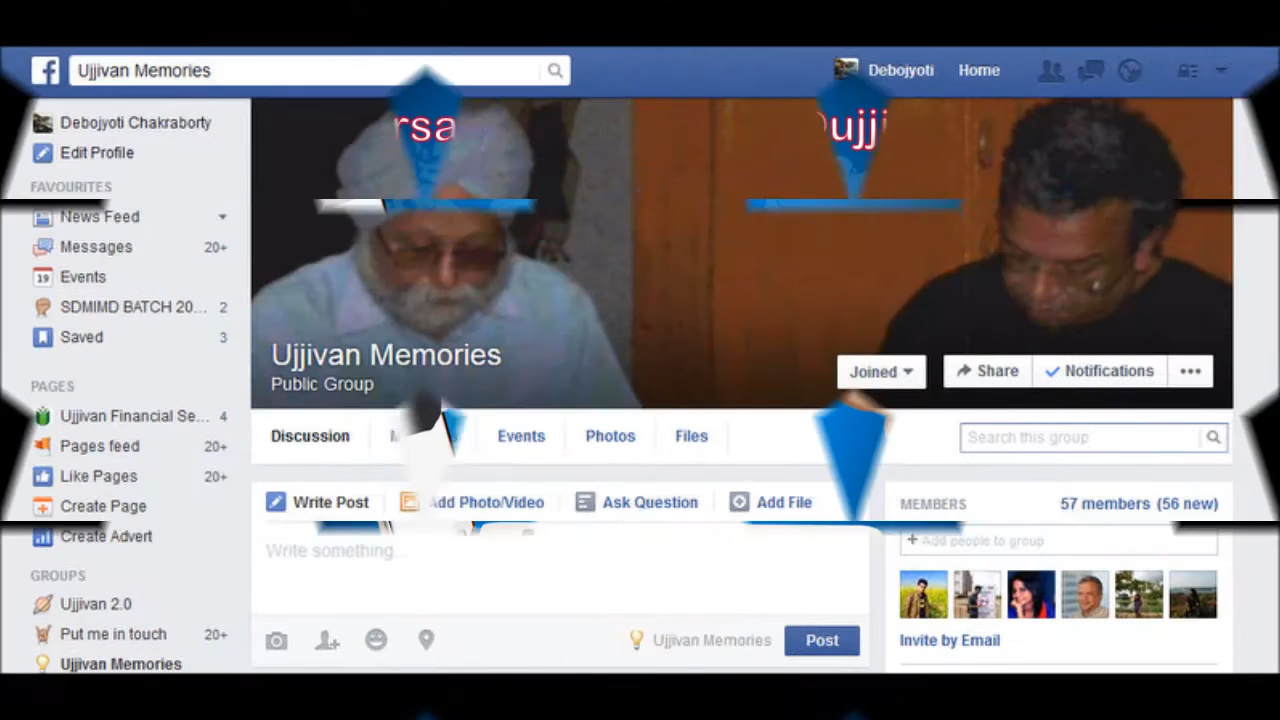 Ujjivan Memories
Debojyoti Home
Debojyoti Chakraborty
Edit Profile
FAVOURITES
News Feed
Messages 20+
19 Events
SDMIMD BATCH 20... 2
Saved 3
PAGES
Ujjivan Financial Se... 4
Pages feed 20+
Like Pages 20+
Create Page
Create Advert
GROUPS
Ujjivan 2.0
Put me in touch 20+
Ujjivan Memories
rsa
ujji
Ujjivan Memories
Public Group
Joined Share Notifications
Discussion Events Photos Files
Search this group
Write Post Add Photo/Video Ask Question Add File
Write something...
Ujjivan Memories Post
MEMBERS 57 members (56 new)
+ Add people to group
Invite by Email